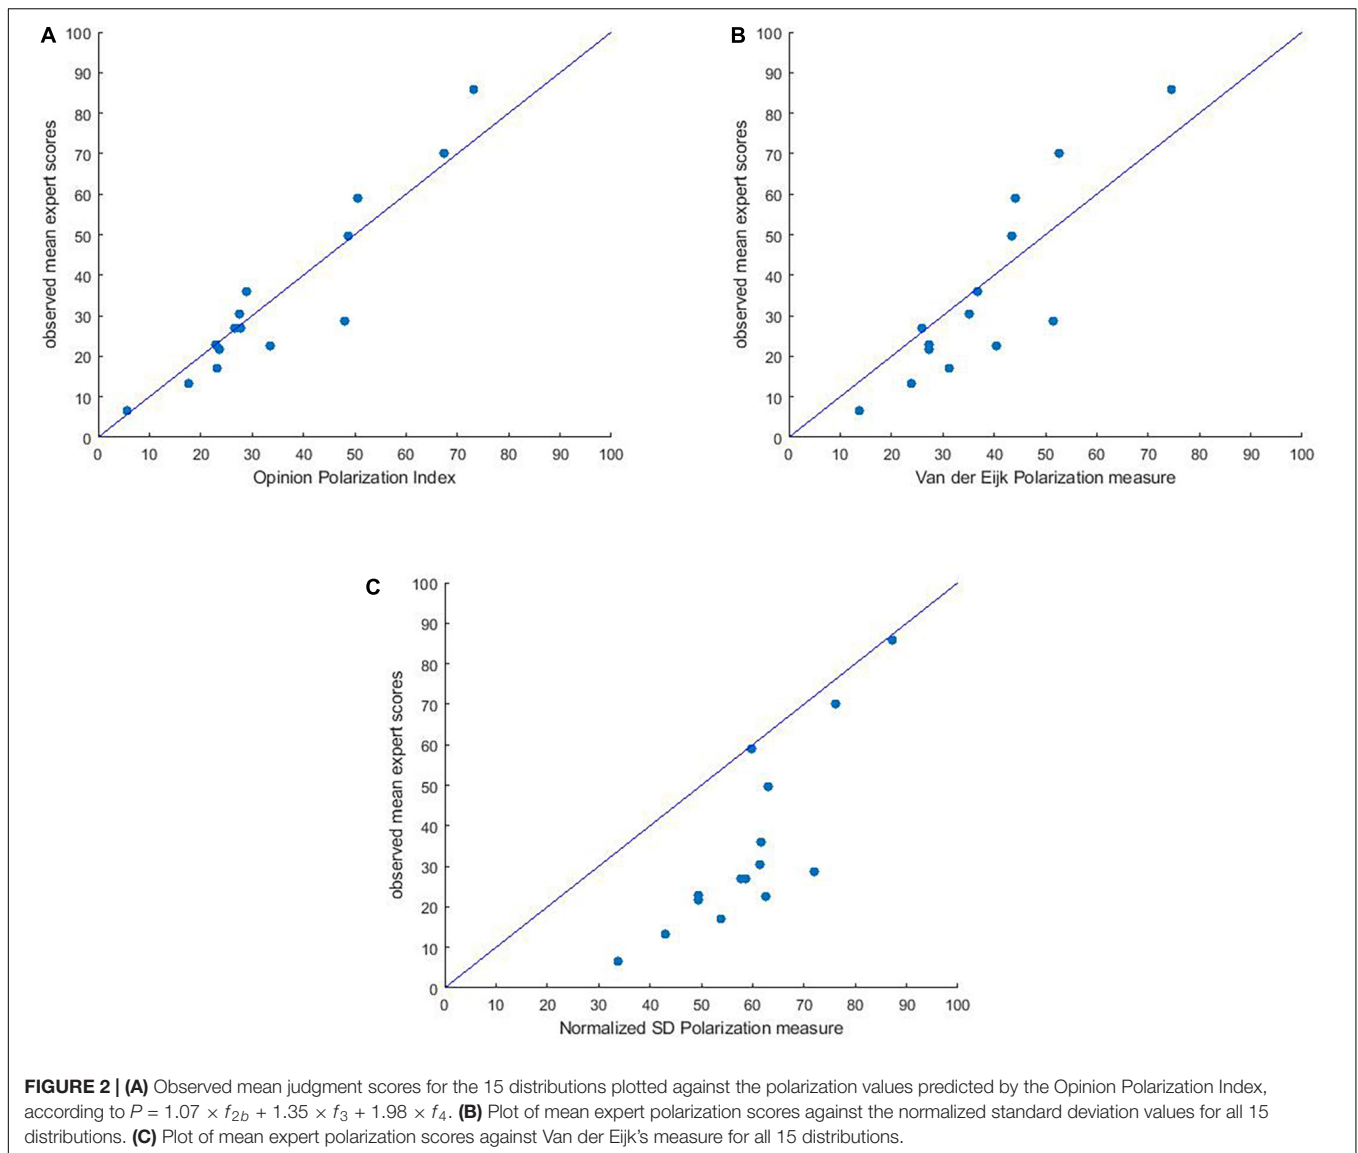 A
100
90
80
70
60
50
40
30
20
10
0
observed mean expert scores
0 10 20 30 40 50 60 70 80 90 100
Opinion Polarization Index
B
100
90
80
70
60
50
40
30
20
10
0
observed mean expert scores
0 10 20 30 40 50 60 70 80 90 100
Van der Eijk Polarization measure
C
100
90
80
70
60
50
40
30
20
10
0
observed mean expert scores
0 10 20 30 40 50 60 70 80 90 100
Normalized SD Polarization measure
FIGURE 2 | (A) Observed mean judgment scores for the 15 distributions plotted against the polarization values predicted by the Opinion Polarization Index,
according to P = 1.07 × f2b + 1.35 × f3 + 1.98 × f4. (B) Plot of mean expert polarization scores against the normalized standard deviation values for all 15
distributions. (C) Plot of mean expert polarization scores against Van der Eijk's measure for all 15 distributions.